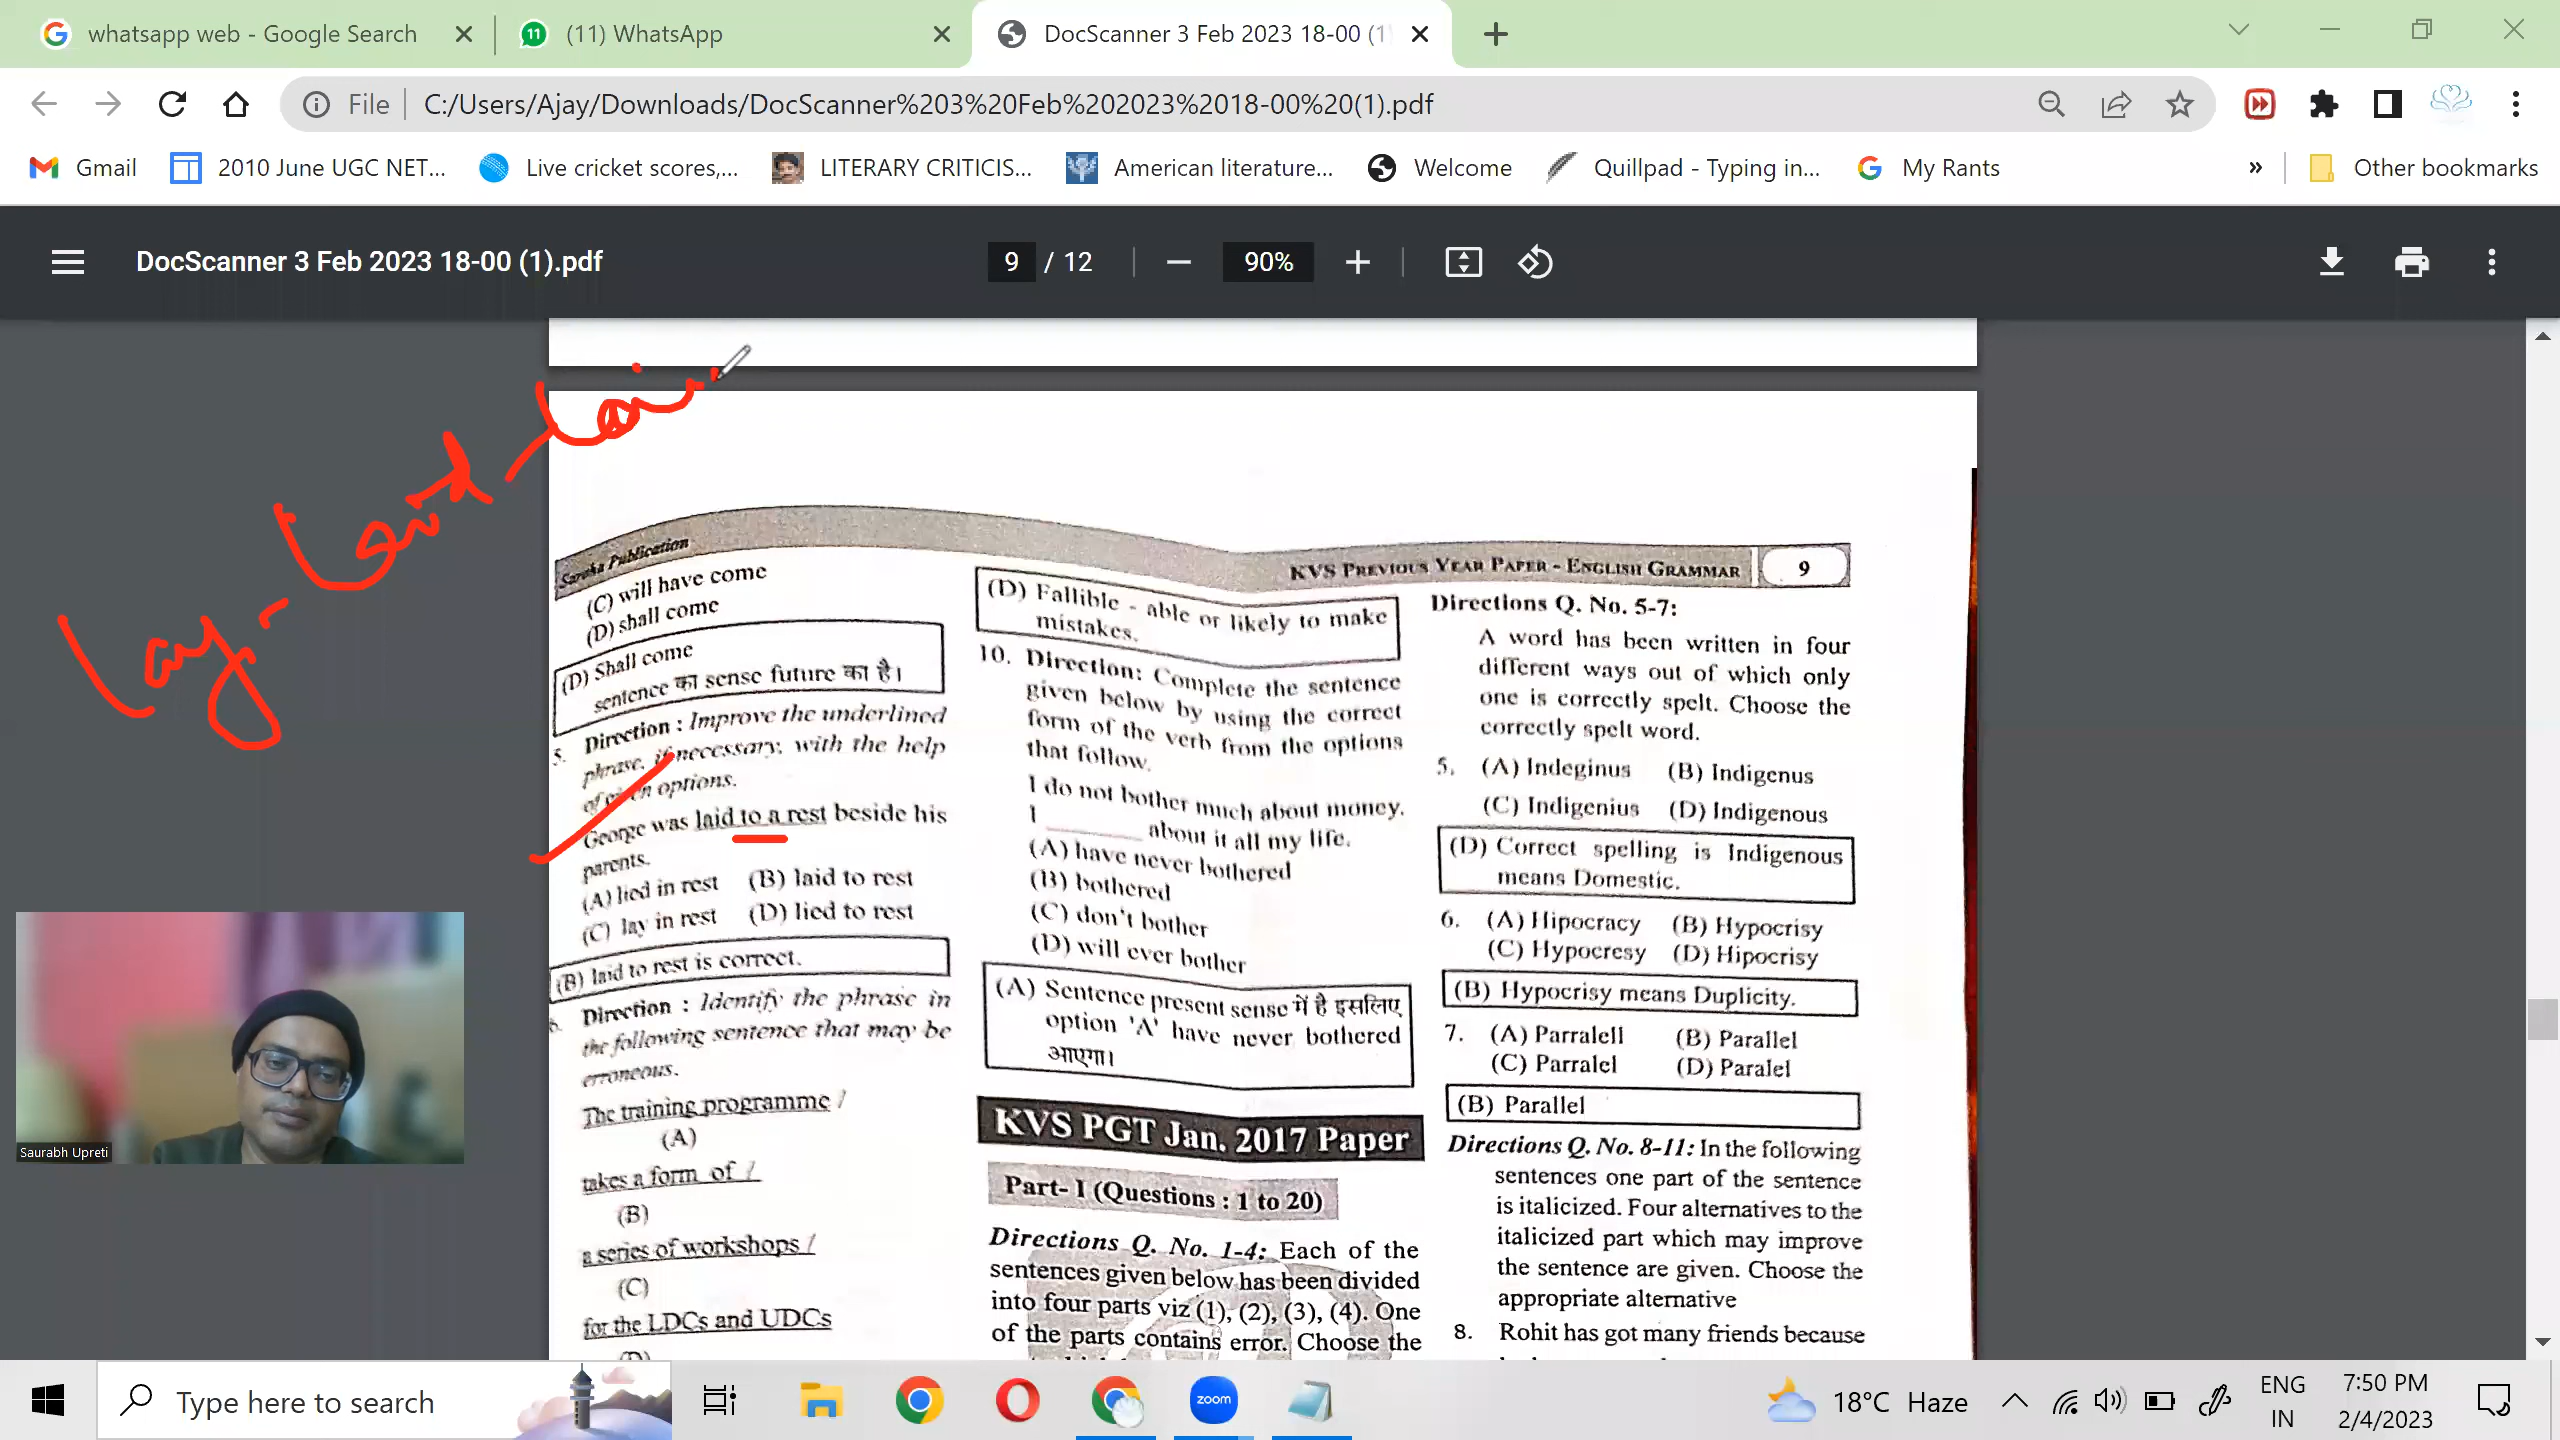 whatsapp web - Google Search
(11) WhatsApp
DocScanner 3 Feb 2023 18-00 (1
File
C:/Users/Ajay/Downloads/DocScanner%203%20Feb%202023%2018-00%20(1).pdf
Gmail
2010 June UGC NET...
Live cricket scores,...
LITERARY CRITICIS...
American literature...
Welcome
Quillpad - Typing in...
My Rants
»
Other bookmarks
DocScanner 3 Feb 2023 18-00 (1).pdf
9 / 12
90%
Lay - Laid - Lai
Publication
(C) will have come
(D) shall come
(D) Shall come
sentence का sense future का है।
5. Direction : Improve the underlined
phrase, if necessary, with the help
of given options.
George was laid to a rest beside his
parents.
(A) lied in rest (B) laid to rest
(C) lay in rest (D) lied to rest
(B) laid to rest is correct.
6. Direction : Identify the phrase in
the following sentence that may be
erroneous.
The training programme /
(A)
takes a form of /
(B)
a series of workshops /
(C)
for the LDCs and UDCs
(D)
KVS PREVIOUS YEAR PAPER - ENGLISH GRAMMAR 9
(D) Fallible - able or likely to make
mistakes.
10. Direction: Complete the sentence
given below by using the correct
form of the verb from the options
that follow.
I do not bother much about money.
I ________ about it all my life.
(A) have never bothered
(B) bothered
(C) don't bother
(D) will ever bother
(A) Sentence present sense में है इसलिए
option 'A' have never bothered
आएगा।
KVS PGT Jan. 2017 Paper
Part- I (Questions : 1 to 20)
Directions Q. No. 1-4: Each of the
sentences given below has been divided
into four parts viz (1), (2), (3), (4). One
of the parts contains error. Choose the
Directions Q. No. 5-7:
A word has been written in four
different ways out of which only
one is correctly spelt. Choose the
correctly spelt word.
5. (A) Indeginus (B) Indigenus
(C) Indigenius (D) Indigenous
(D) Correct spelling is Indigenous
means Domestic.
6. (A) Hipocracy (B) Hypocrisy
(C) Hypocresy (D) Hipocrisy
(B) Hypocrisy means Duplicity.
7. (A) Parralell (B) Parallel
(C) Parralel (D) Paralel
(B) Parallel
Directions Q. No. 8-11: In the following
sentences one part of the sentence
is italicized. Four alternatives to the
italicized part which may improve
the sentence are given. Choose the
appropriate alternative
8. Rohit has got many friends because
Saurabh Upreti
Type here to search
zoom
18°C Haze
ENG
IN
7:50 PM
2/4/2023